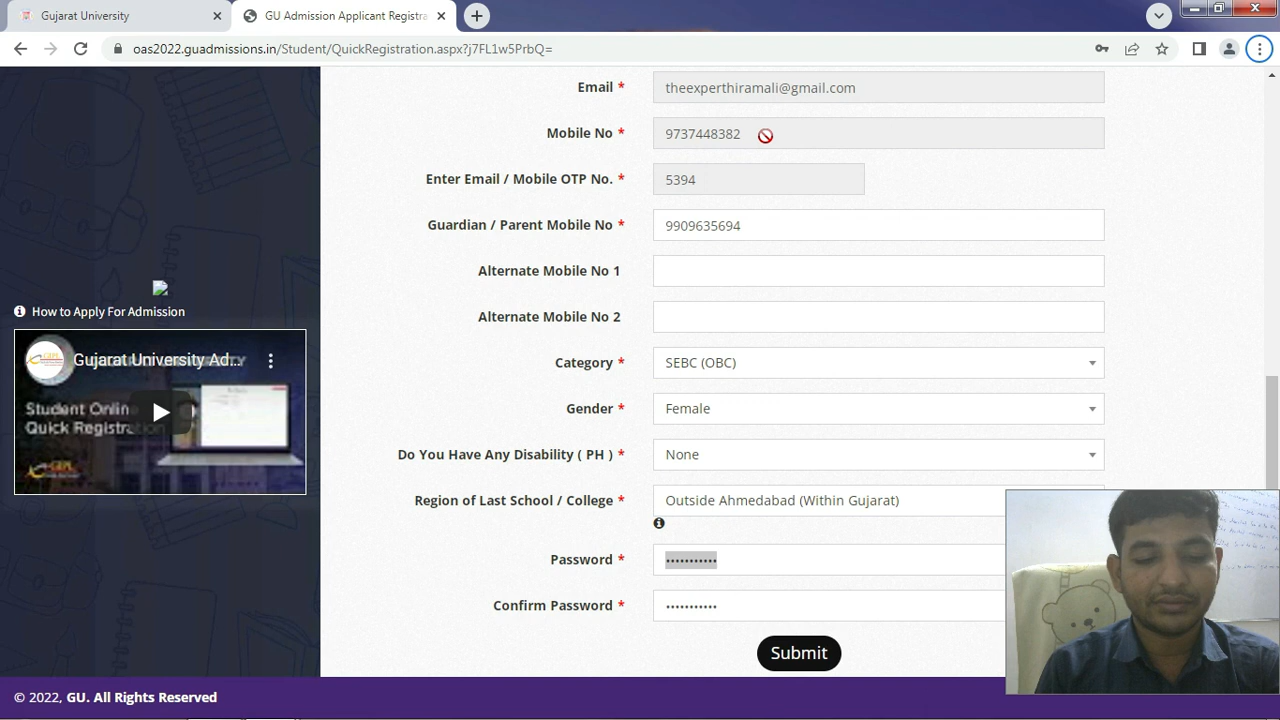 Gujarat University
GU Admission Applicant Registra
oas2022.guadmissions.in/Student/QuickRegistration.aspx?j7FL1w5PrbQ=
Email *
theexperthiramali@gmail.com
Mobile No *
9737448382
Enter Email / Mobile OTP No. *
5394
Guardian / Parent Mobile No *
9909635694
Alternate Mobile No 1
Alternate Mobile No 2
Category *
SEBC (OBC)
Gender *
Female
Do You Have Any Disability ( PH ) *
None
Region of Last School / College *
Outside Ahmedabad (Within Gujarat)
Password *
•••••••••••
Confirm Password *
•••••••••••
Submit
How to Apply For Admission
Gujarat University Ad...
Student Onlin
Quick Registration
© 2022, GU. All Rights Reserved